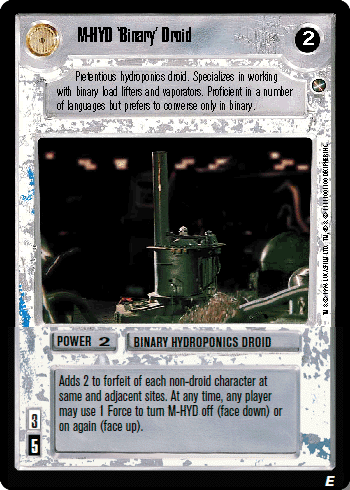 M-HYD 'Binary' Droid
2
Pretentious hydroponics droid. Specializes in working
with binary load lifters and vaporators. Proficient in a number
of languages but prefers to converse only in binary.
POWER 2
BINARY HYDROPONICS DROID
Adds 2 to forfeit of each non-droid character at
same and adjacent sites. At any time, any player
may use 1 Force to turn M-HYD off (face down) or
on again (face up).
3
5
E